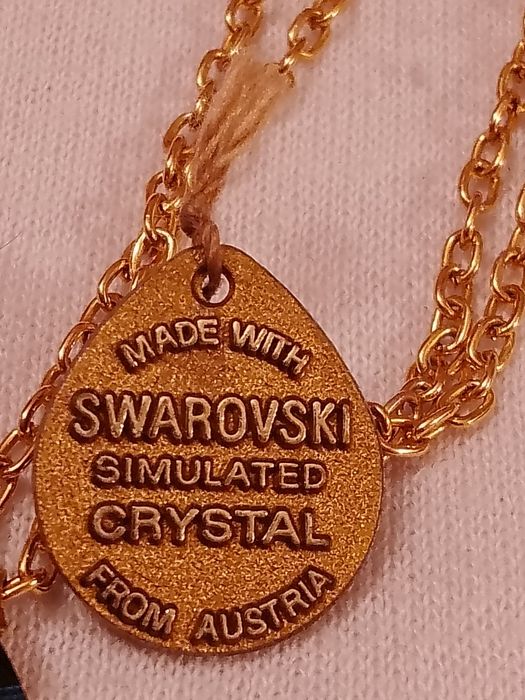 MADE WITH
SWAROVSKI
SIMULATED
CRYSTAL
FROM AUSTRIA